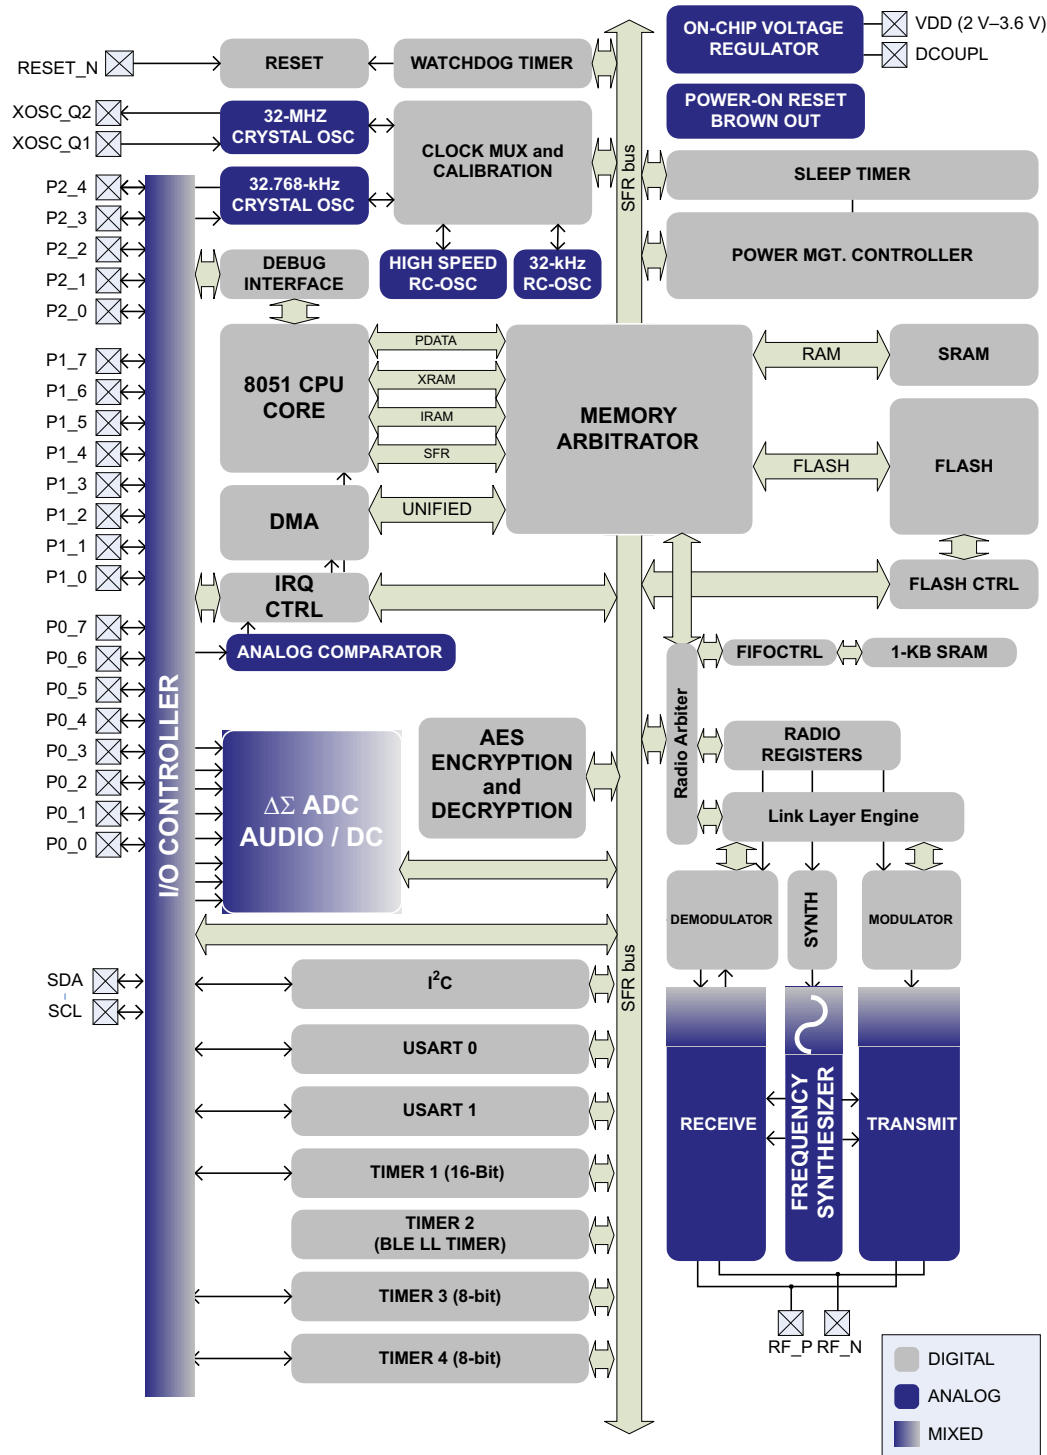 ON-CHIP VOLTAGE
REGULATOR
VDD (2 V–3.6 V)
DCOUPL
RESET_N
RESET
WATCHDOG TIMER
POWER-ON RESET
BROWN OUT
XOSC_Q2
XOSC_Q1
32-MHZ
CRYSTAL OSC
CLOCK MUX and
CALIBRATION
SFR bus
SLEEP TIMER
P2_4
P2_3
P2_2
P2_1
P2_0
32.768-kHz
CRYSTAL OSC
POWER MGT. CONTROLLER
DEBUG
INTERFACE
HIGH SPEED
RC-OSC
32-kHz
RC-OSC
P1_7
P1_6
P1_5
P1_4
P1_3
P1_2
P1_1
P1_0
8051 CPU
CORE
PDATA
XRAM
IRAM
SFR
MEMORY
ARBITRATOR
RAM
SRAM
FLASH
FLASH
DMA
UNIFIED
IRQ
CTRL
FLASH CTRL
P0_7
P0_6
P0_5
P0_4
P0_3
P0_2
P0_1
P0_0
ANALOG COMPARATOR
FIFOCTRL
1-KB SRAM
I/O CONTROLLER
Radio Arbiter
ΔΣ ADC
AUDIO / DC
AES
ENCRYPTION
and
DECRYPTION
RADIO
REGISTERS
Link Layer Engine
DEMODULATOR
SYNTH
MODULATOR
SDA
SCL
I2C
SFR bus
USART 0
USART 1
TIMER 1 (16-Bit)
TIMER 2
(BLE LL TIMER)
TIMER 3 (8-bit)
TIMER 4 (8-bit)
RECEIVE
FREQUENCY
SYNTHESIZER
TRANSMIT
RF_P
RF_N
DIGITAL
ANALOG
MIXED